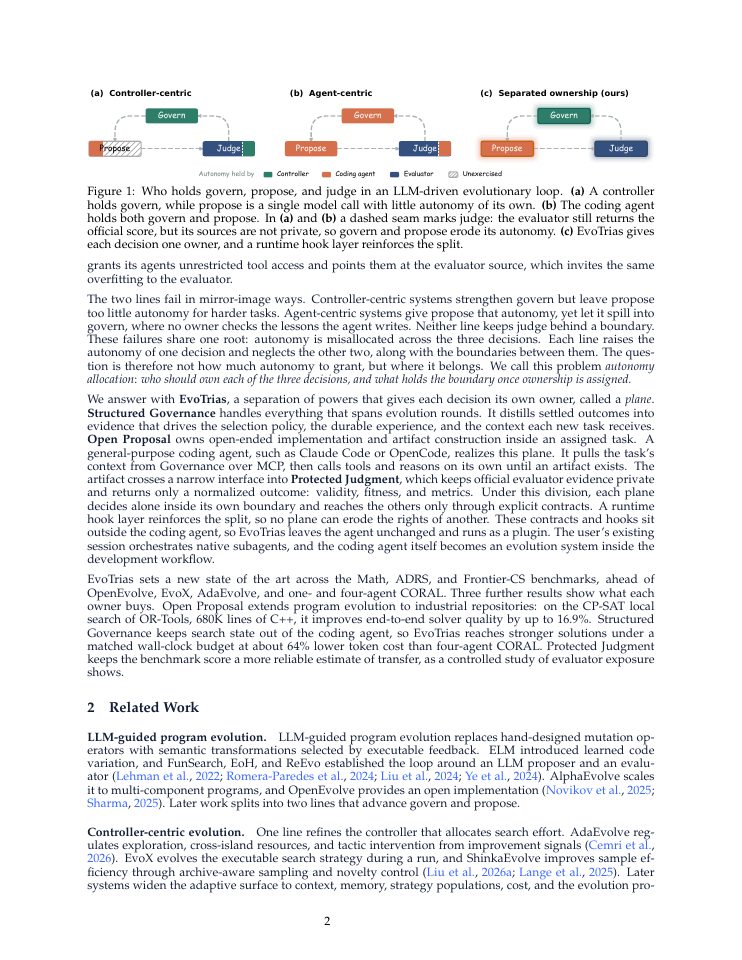 (a) Controller-centric
(b) Agent-centric
(c) Separated ownership (ours)
Govern
Govern
Govern
Propose
Judge
Propose
Judge
Propose
Judge
Autonomy held by
Controller
Coding agent
Evaluator
Unexercised
Figure 1: Who holds govern, propose, and judge in an LLM-driven evolutionary loop. (a) A controller
holds govern, while propose is a single model call with little autonomy of its own. (b) The coding agent
holds both govern and propose. In (a) and (b) a dashed seam marks judge: the evaluator still returns the
official score, but its sources are not private, so govern and propose erode its autonomy. (c) EvoTrias gives
each decision one owner, and a runtime hook layer reinforces the split.
grants its agents unrestricted tool access and points them at the evaluator source, which invites the same
overfitting to the evaluator.
The two lines fail in mirror-image ways. Controller-centric systems strengthen govern but leave propose
too little autonomy for harder tasks. Agent-centric systems give propose that autonomy, yet let it spill into
govern, where no owner checks the lessons the agent writes. Neither line keeps judge behind a boundary.
These failures share one root: autonomy is misallocated across the three decisions. Each line raises the
autonomy of one decision and neglects the other two, along with the boundaries between them. The ques-
tion is therefore not how much autonomy to grant, but where it belongs. We call this problem autonomy
allocation: who should own each of the three decisions, and what holds the boundary once ownership is assigned.
We answer with EvoTrias, a separation of powers that gives each decision its own owner, called a plane.
Structured Governance handles everything that spans evolution rounds. It distills settled outcomes into
evidence that drives the selection policy, the durable experience, and the context each new task receives.
Open Proposal owns open-ended implementation and artifact construction inside an assigned task. A
general-purpose coding agent, such as Claude Code or OpenCode, realizes this plane. It pulls the task's
context from Governance over MCP, then calls tools and reasons on its own until an artifact exists. The
artifact crosses a narrow interface into Protected Judgment, which keeps official evaluator evidence private
and returns only a normalized outcome: validity, fitness, and metrics. Under this division, each plane
decides alone inside its own boundary and reaches the others only through explicit contracts. A runtime
hook layer reinforces the split, so no plane can erode the rights of another. These contracts and hooks sit
outside the coding agent, so EvoTrias leaves the agent unchanged and runs as a plugin. The user's existing
session orchestrates native subagents, and the coding agent itself becomes an evolution system inside the
development workflow.
EvoTrias sets a new state of the art across the Math, ADRS, and Frontier-CS benchmarks, ahead of
OpenEvolve, EvoX, AdaEvolve, and one- and four-agent CORAL. Three further results show what each
owner buys. Open Proposal extends program evolution to industrial repositories: on the CP-SAT local
search of OR-Tools, 680K lines of C++, it improves end-to-end solver quality by up to 16.9%. Structured
Governance keeps search state out of the coding agent, so EvoTrias reaches stronger solutions under a
matched wall-clock budget at about 64% lower token cost than four-agent CORAL. Protected Judgment
keeps the benchmark score a more reliable estimate of transfer, as a controlled study of evaluator exposure
shows.
2 Related Work
LLM-guided program evolution. LLM-guided program evolution replaces hand-designed mutation op-
erators with semantic transformations selected by executable feedback. ELM introduced learned code
variation, and FunSearch, EoH, and ReEvo established the loop around an LLM proposer and an evalu-
ator (Lehman et al., 2022; Romera-Paredes et al., 2024; Liu et al., 2024; Ye et al., 2024). AlphaEvolve scales
it to multi-component programs, and OpenEvolve provides an open implementation (Novikov et al., 2025;
Sharma, 2025). Later work splits into two lines that advance govern and propose.
Controller-centric evolution. One line refines the controller that allocates search effort. AdaEvolve reg-
ulates exploration, cross-island resources, and tactic intervention from improvement signals (Cemri et al.,
2026). EvoX evolves the executable search strategy during a run, and ShinkaEvolve improves sample ef-
ficiency through archive-aware sampling and novelty control (Liu et al., 2026a; Lange et al., 2025). Later
systems widen the adaptive surface to context, memory, strategy populations, cost, and the evolution pro-
2